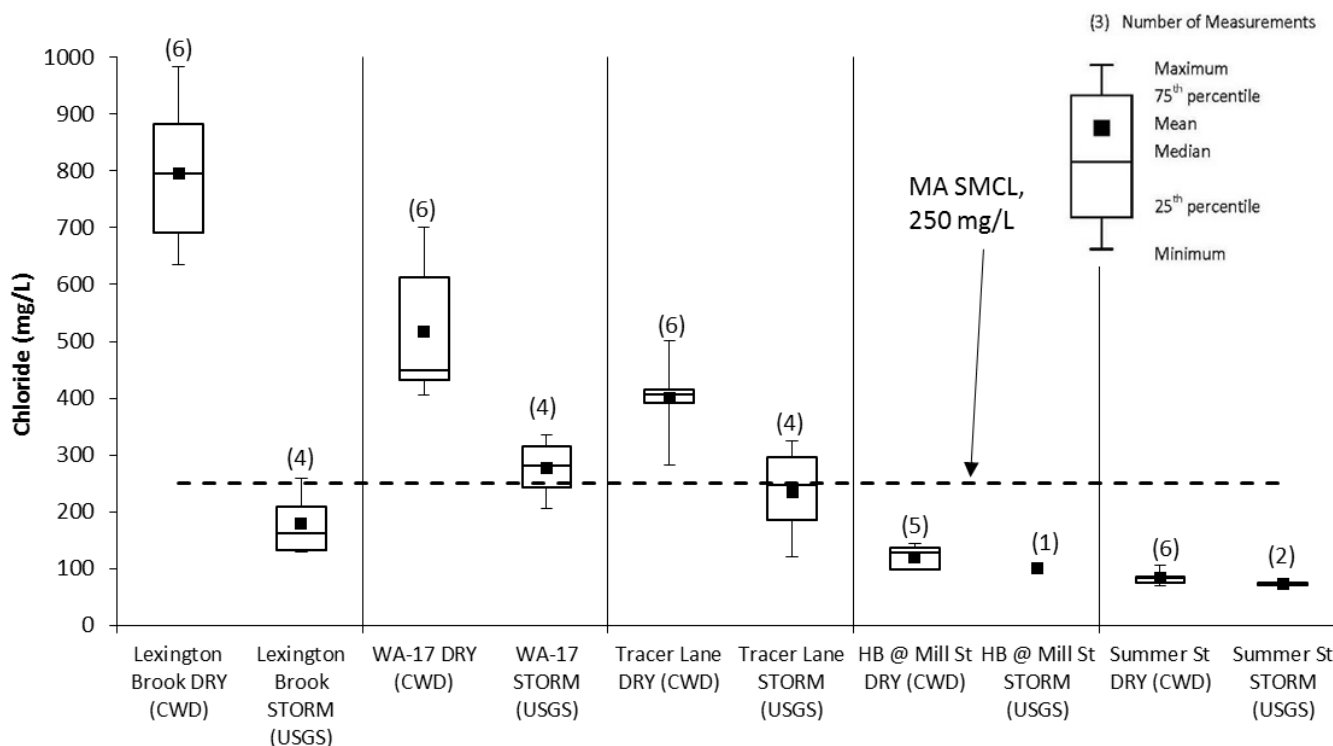 (3) Number of Measurements
Maximum
75th percentile
Mean
Median
25th percentile
Minimum
MA SMCL,
250 mg/L
Chloride (mg/L)
1000
900
800
700
600
500
400
300
200
100
0
(6)
(4)
(6)
(4)
(6)
(4)
(5)
(1)
(6)
(2)
Lexington
Brook DRY
(CWD)
Lexington
Brook
STORM
(USGS)
WA-17 DRY
(CWD)
WA-17
STORM
(USGS)
Tracer Lane
DRY (CWD)
Tracer Lane
STORM
(USGS)
HB @ Mill St
DRY (CWD)
HB @ Mill St
STORM
(USGS)
Summer St
DRY (CWD)
Summer St
STORM
(USGS)